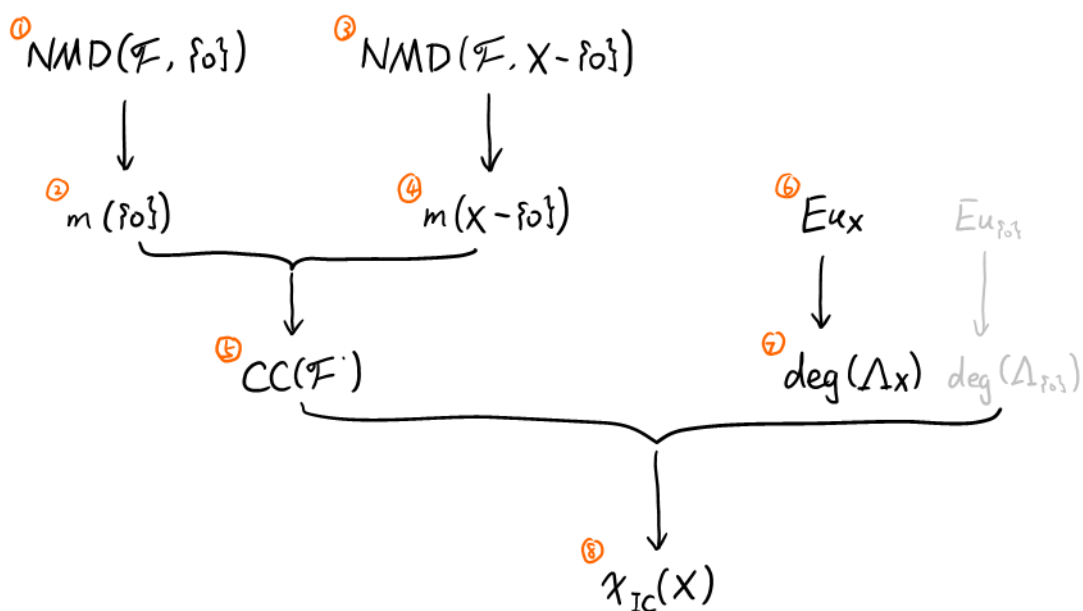 ① NMD(ℱ, {0}) ③ NMD(ℱ, X-{0})
② m({0}) ④ m(X-{0}) ⑥ Eu_X Eu_{0}
⑤ CC(ℱ˙) ⑦ deg(Λ_X) deg(Λ_{0})
⑧ χ_IC(X)